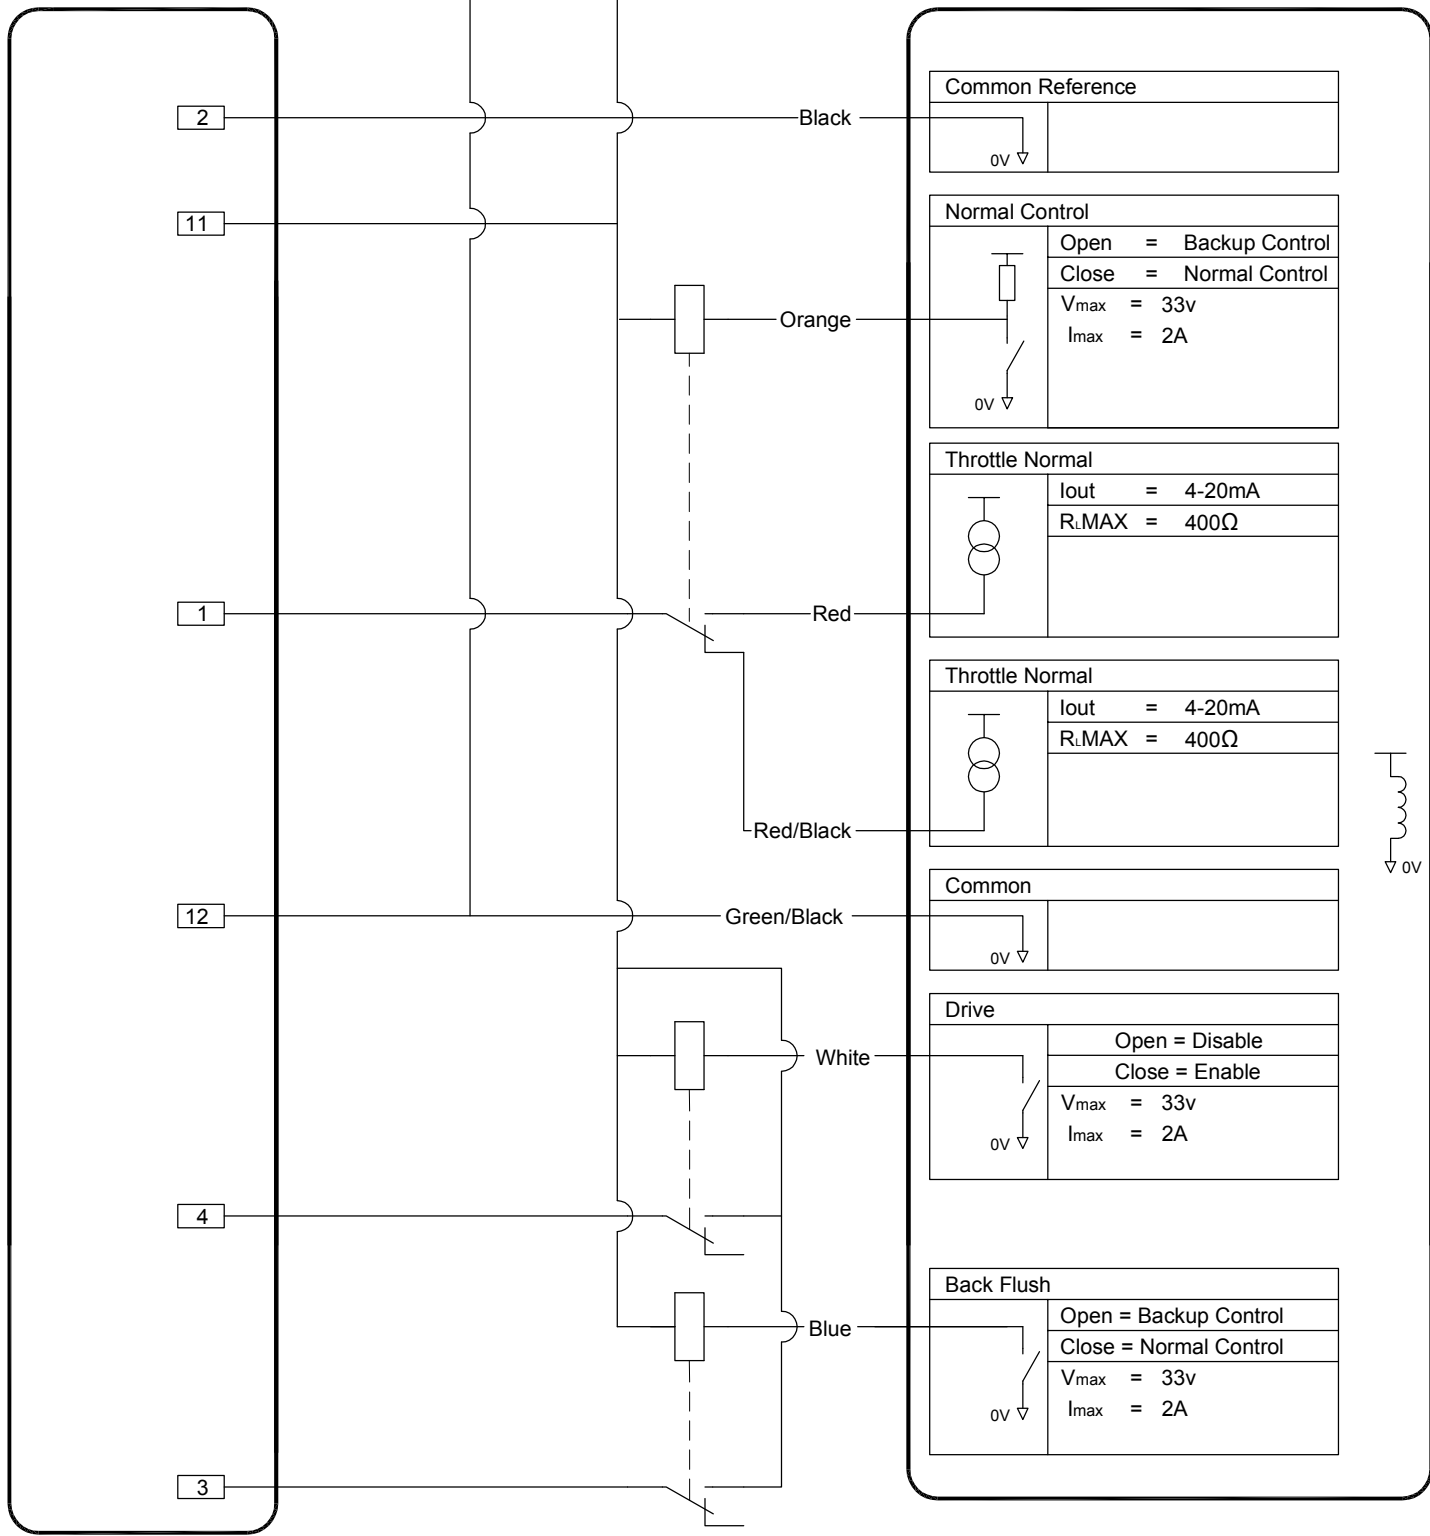 2
Black
Common Reference
0V
11
Orange
Normal Control
Open = Backup Control
Close = Normal Control
Vmax = 33v
Imax = 2A
0V
1
Red
Throttle Normal
Iout = 4-20mA
RLMAX = 400Ω
Red/Black
Throttle Normal
Iout = 4-20mA
RLMAX = 400Ω
0V
12
Green/Black
Common
0V
White
Drive
Open = Disable
Close = Enable
Vmax = 33v
Imax = 2A
0V
4
Blue
Back Flush
Open = Backup Control
Close = Normal Control
Vmax = 33v
Imax = 2A
0V
3